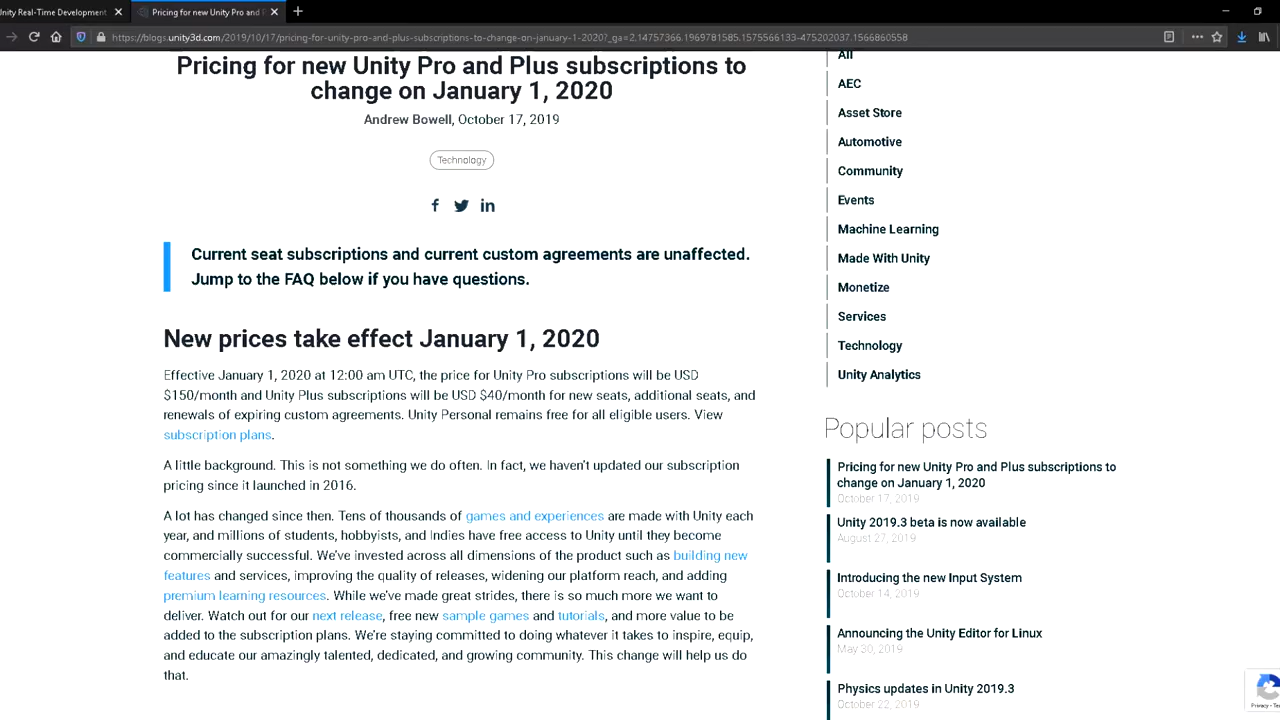 Unity Real-Time Development
Pricing for new Unity Pro and P
https://blogs.unity3d.com/2019/10/17/pricing-for-unity-pro-and-plus-subscriptions-to-change-on-january-1-2020?_ga=2.14757366.1969781585.1575566133-475202037.1566860558
Pricing for new Unity Pro and Plus subscriptions to
change on January 1, 2020
Andrew Bowell, October 17, 2019
Technology
Current seat subscriptions and current custom agreements are unaffected.
Jump to the FAQ below if you have questions.
New prices take effect January 1, 2020
Effective January 1, 2020 at 12:00 am UTC, the price for Unity Pro subscriptions will be USD
$150/month and Unity Plus subscriptions will be USD $40/month for new seats, additional seats, and
renewals of expiring custom agreements. Unity Personal remains free for all eligible users. View
subscription plans.
A little background. This is not something we do often. In fact, we haven't updated our subscription
pricing since it launched in 2016.
A lot has changed since then. Tens of thousands of games and experiences are made with Unity each
year, and millions of students, hobbyists, and Indies have free access to Unity until they become
commercially successful. We've invested across all dimensions of the product such as building new
features and services, improving the quality of releases, widening our platform reach, and adding
premium learning resources. While we've made great strides, there is so much more we want to
deliver. Watch out for our next release, free new sample games and tutorials, and more value to be
added to the subscription plans. We're staying committed to doing whatever it takes to inspire, equip,
and educate our amazingly talented, dedicated, and growing community. This change will help us do
that.
All
AEC
Asset Store
Automotive
Community
Events
Machine Learning
Made With Unity
Monetize
Services
Technology
Unity Analytics
Popular posts
Pricing for new Unity Pro and Plus subscriptions to
change on January 1, 2020
October 17, 2019
Unity 2019.3 beta is now available
August 27, 2019
Introducing the new Input System
October 14, 2019
Announcing the Unity Editor for Linux
May 30, 2019
Physics updates in Unity 2019.3
October 22, 2019
Privacy - Te